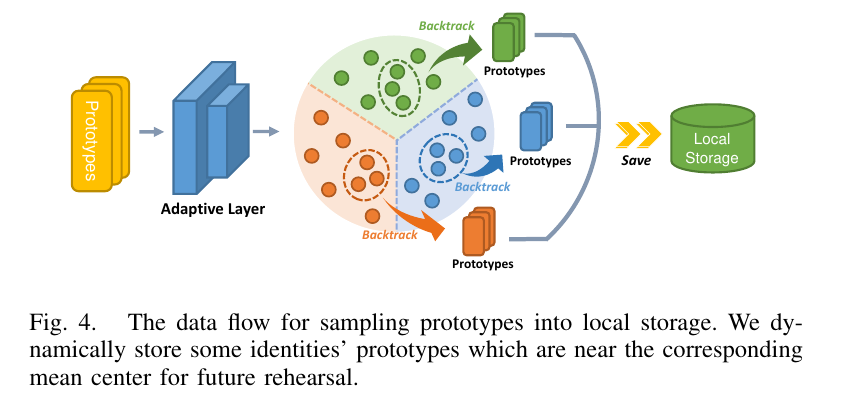 Backtrack
Prototypes
Prototypes
Adaptive Layer
Prototypes
Backtrack
Save
Local
Storage
Backtrack
Prototypes
Fig. 4. The data flow for sampling prototypes into local storage. We dy-
namically store some identities' prototypes which are near the corresponding
mean center for future rehearsal.